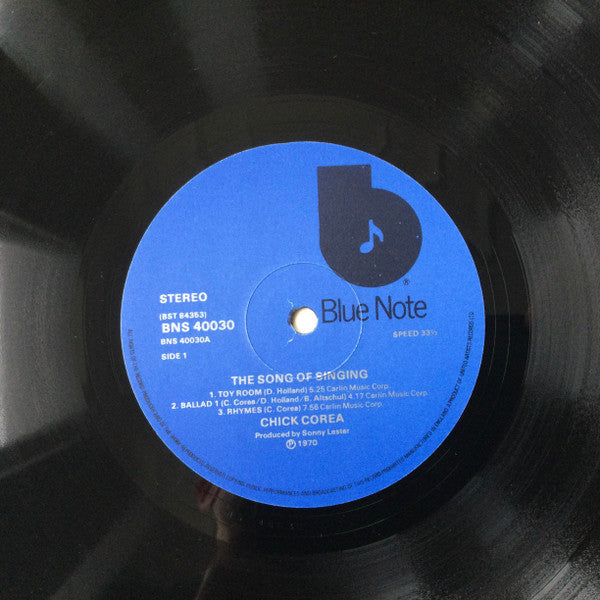 b
®
Blue Note
STEREO
(BST 84353)
BNS 40030
BNS 40030A
SPEED 33⅓
SIDE 1
THE SONG OF SINGING
1. TOY ROOM (D. Holland) 5.25 Carlin Music Corp.
2. BALLAD 1 (C. Corea/D. Holland/B. Altschul) 4.17 Carlin Music Corp.
3. RHYMES (C. Corea) 7.56 Carlin Music Corp.
CHICK COREA
Produced by Sonny Lester
℗ 1970